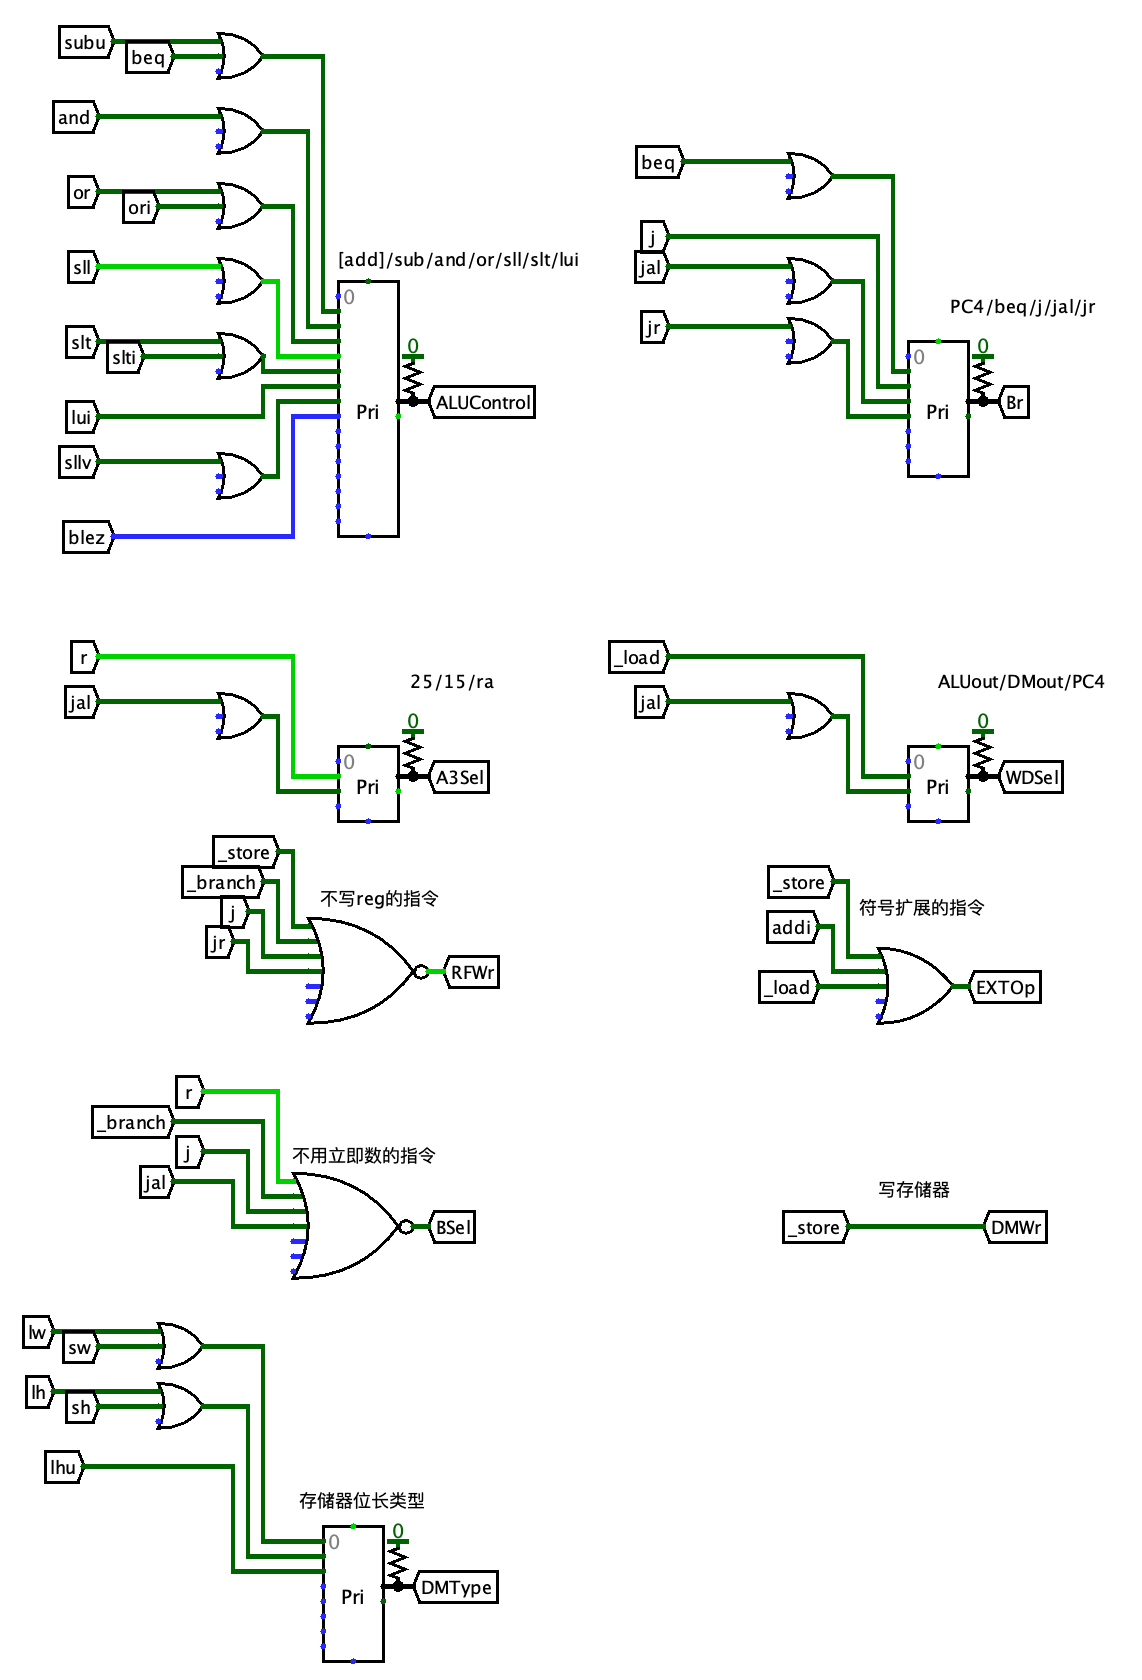 subu
beq
and
or
ori
sll
slt
slti
lui
sllv
blez
[add]/sub/and/or/sll/slt/lui
0
0
Pri
ALUControl
beq
j
jal
jr
PC4/beq/j/jal/jr
0
0
Pri
Br
r
jal
25/15/ra
0
0
Pri
A3Sel
_load
jal
ALUout/DMout/PC4
0
0
Pri
WDSel
_store
_branch
j
jr
不写reg的指令
RFWr
_store
addi
_load
符号扩展的指令
EXTOp
r
_branch
j
jal
不用立即数的指令
BSel
写存储器
_store
DMWr
lw
sw
lh
sh
lhu
存储器位长类型
0
0
Pri
DMType